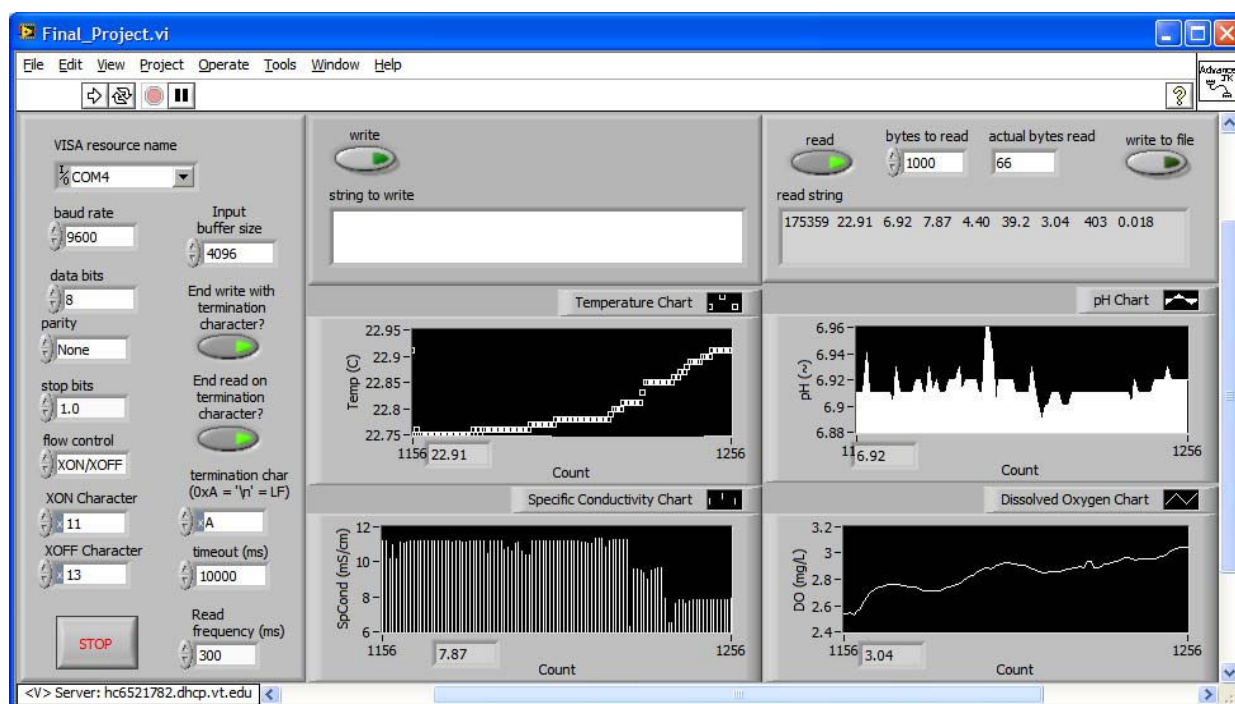 Final_Project.vi
File Edit View Project Operate Tools Window Help
VISA resource name
COM4
baud rate
9600
Input
buffer size
4096
data bits
8
parity
None
End write with
termination
character?
stop bits
1.0
End read on
termination
character?
flow control
XON/XOFF
termination char
(0xA = '\n' = LF)
xA
XON Character
x11
XOFF Character
x13
timeout (ms)
10000
Read
frequency (ms)
300
STOP
write
string to write
read
bytes to read
1000
actual bytes read
66
write to file
read string
175359 22.91 6.92 7.87 4.40 39.2 3.04 403 0.018
Temperature Chart
22.95
22.9
22.85
22.8
22.75
Temp (C)
1156
22.91
1256
Count
pH Chart
6.96
6.94
6.92
6.9
6.88
pH (~)
11
6.92
1256
Count
Specific Conductivity Chart
12
10
8
6
SpCond (mS/cm)
1156
7.87
1256
Count
Dissolved Oxygen Chart
3.2
3
2.8
2.6
2.4
DO (mg/L)
1156
3.04
1256
Count
<V> Server: hc6521782.dhcp.vt.edu